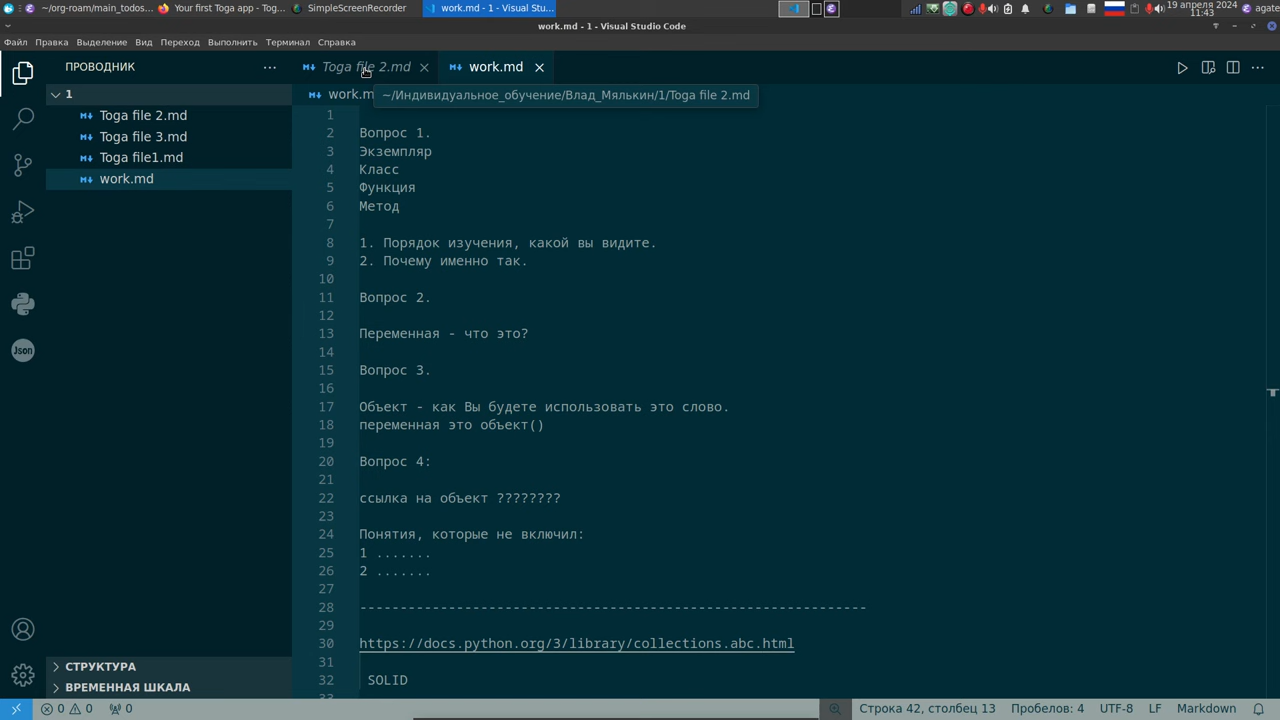 ~/org-roam/main_todos...
Your first Toga app - Tog...
SimpleScreenRecorder
work.md - 1 - Visual Stu...
19 апреля 2024
11:43
agate
work.md - 1 - Visual Studio Code
Файл Правка Выделение Вид Переход Выполнить Терминал Справка
ПРОВОДНИК
Toga file 2.md
work.md
1
work.m
~/Индивидуальное_обучение/Влад_Мялькин/1/Toga file 2.md
Toga file 2.md
Toga file 3.md
Toga file1.md
work.md
1
2 Вопрос 1.
3 Экземпляр
4 Класс
5 Функция
6 Метод
7
8 1. Порядок изучения, какой вы видите.
9 2. Почему именно так.
10
11 Вопрос 2.
12
13 Переменная - что это?
14
15 Вопрос 3.
16
17 Объект - как Вы будете использовать это слово.
18 переменная это объект()
19
20 Вопрос 4:
21
22 ссылка на объект ????????
23
24 Понятия, которые не включил:
25 1 .......
26 2 .......
27
28 ---------------------------------------------------------------
29
30 https://docs.python.org/3/library/collections.abc.html
31
32 SOLID
33
Json
СТРУКТУРА
ВРЕМЕННАЯ ШКАЛА
0 0 0
Строка 42, столбец 13 Пробелов: 4 UTF-8 LF Markdown